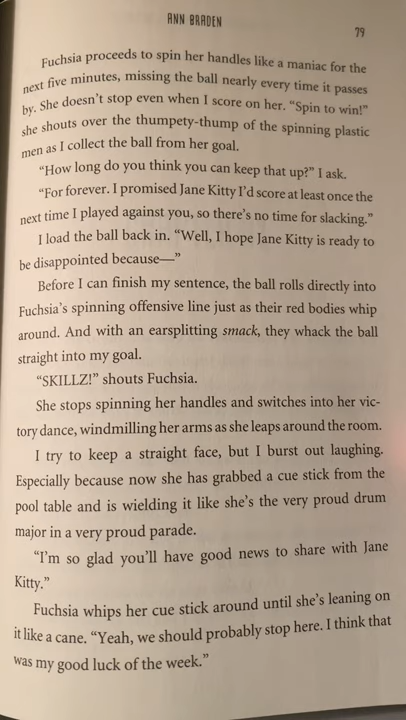 ANN BRADEN
79
Fuchsia proceeds to spin her handles like a maniac for the
next five minutes, missing the ball nearly every time it passes
by. She doesn't stop even when I score on her. “Spin to win!”
she shouts over the thumpety-thump of the spinning plastic
men as I collect the ball from her goal.
“How long do you think you can keep that up?” I ask.
“For forever. I promised Jane Kitty I'd score at least once the
next time I played against you, so there's no time for slacking.”
I load the ball back in. “Well, I hope Jane Kitty is ready to
be disappointed because—”
Before I can finish my sentence, the ball rolls directly into
Fuchsia's spinning offensive line just as their red bodies whip
around. And with an earsplitting smack, they whack the ball
straight into my goal.
“SKILLZ!” shouts Fuchsia.
She stops spinning her handles and switches into her vic-
tory dance, windmilling her arms as she leaps around the room.
I try to keep a straight face, but I burst out laughing.
Especially because now she has grabbed a cue stick from the
pool table and is wielding it like she's the very proud drum
major in a very proud parade.
“I'm so glad you'll have good news to share with Jane
Kitty.”
Fuchsia whips her cue stick around until she's leaning on
it like a cane. “Yeah, we should probably stop here. I think that
was my good luck of the week.”